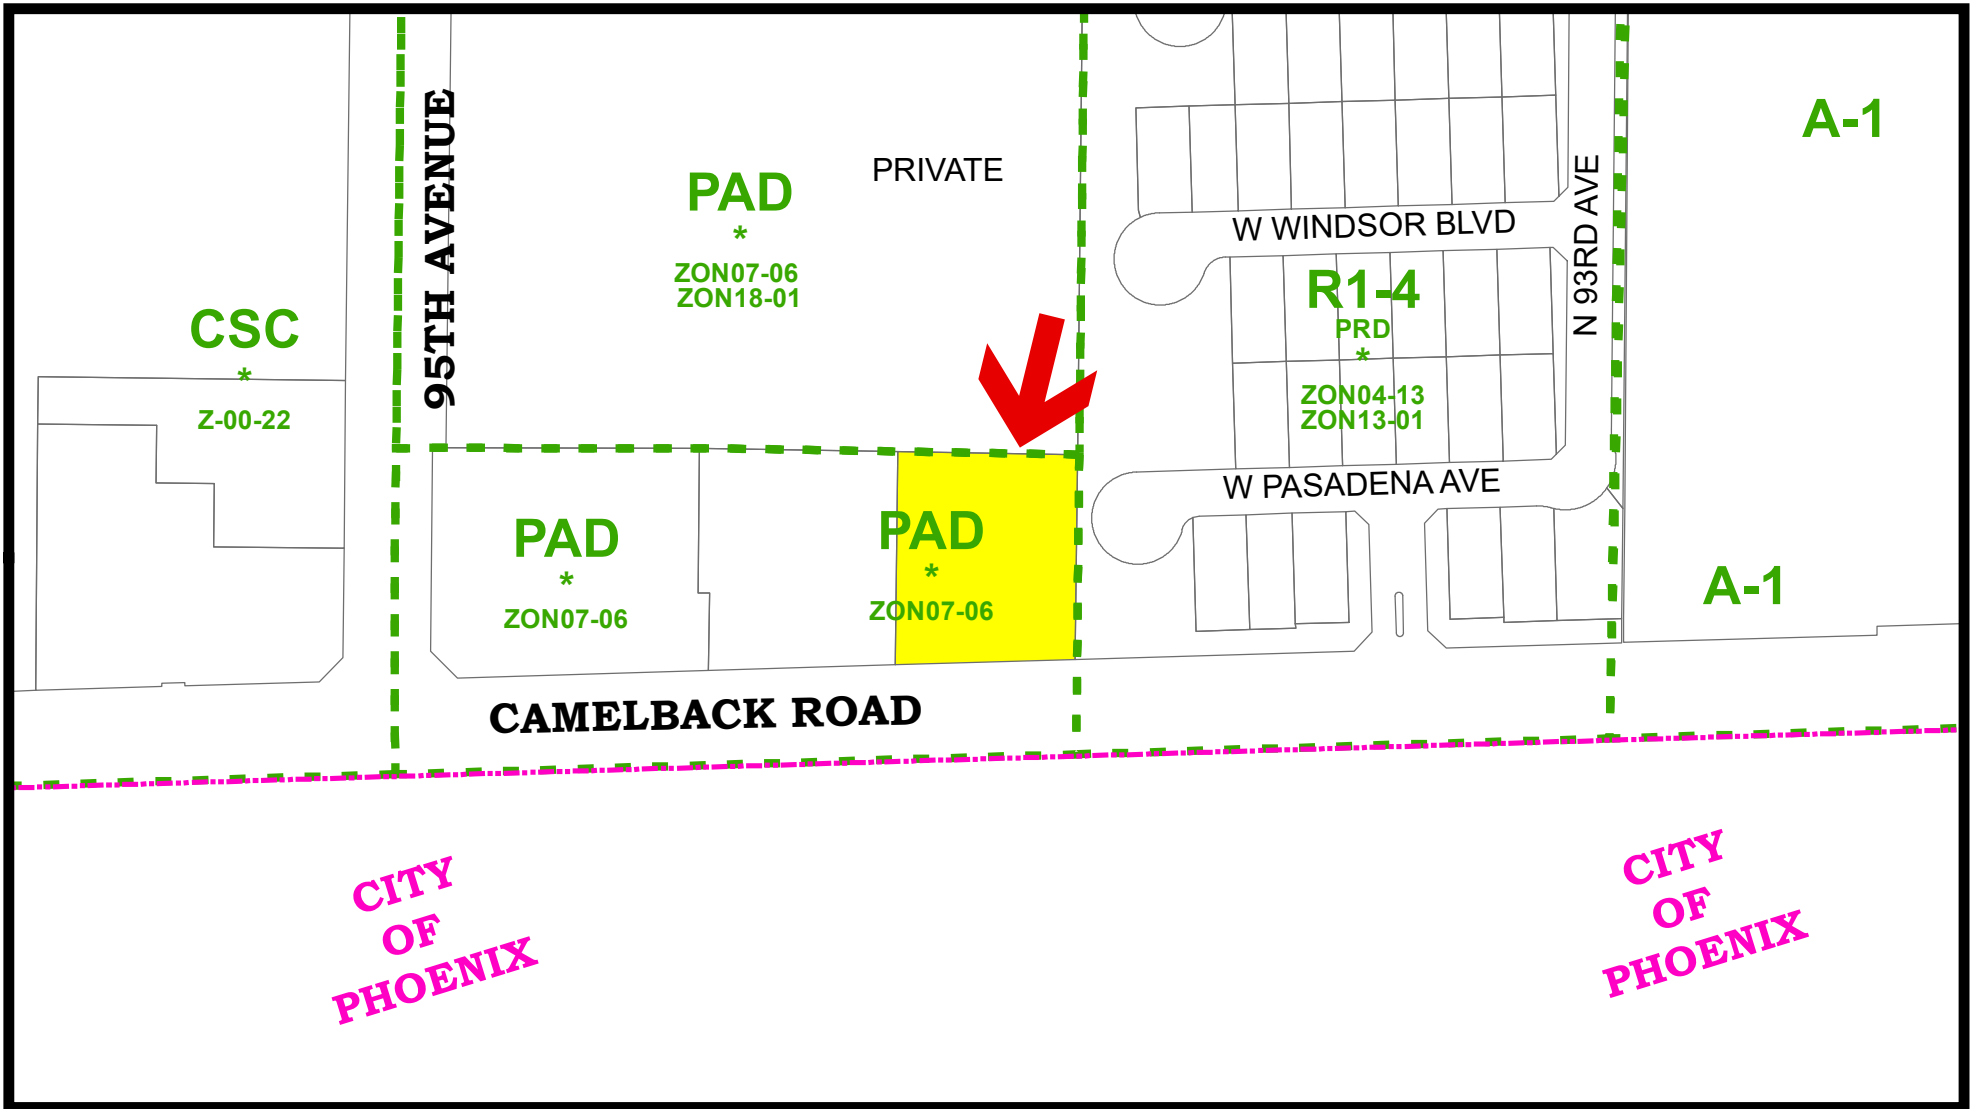 A-1
PRIVATE
PAD
*
ZON07-06
ZON18-01
95TH AVENUE
W WINDSOR BLVD
N 93RD AVE
R1-4
PRD
*
ZON04-13
ZON13-01
CSC
*
Z-00-22
W PASADENA AVE
PAD
*
ZON07-06
PAD
*
ZON07-06
A-1
CAMELBACK ROAD
CITY
OF
PHOENIX
CITY
OF
PHOENIX